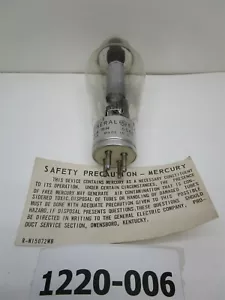 GENERAL
SAFETY PRECAUTION — MERCURY
THIS DEVICE CONTAINS MERCURY AS A NECESSARY CONSTITUENT
TO ITS OPERATION. UNDER CERTAIN CIRCUMSTANCES, THE PRESENCE
OF FREE MERCURY MAY GENERATE AIR CONTAMINATION THAT IS CON-
SIDERED TOXIC. DISPOSAL OF TUBES OR SALVAGING OF DAMAGED TUBES
MUST BE DONE WITH ADEQUATE PRECAUTION GIVEN TO THIS POSSIBLE
HAZARD. IF DISPOSAL PRESENTS QUESTIONS, THESE QUESTIONS SHOULD
BE DIRECTED IN WRITING TO THE GENERAL ELECTRIC COMPANY, PRO-
DUCT SERVICE SECTION, OWENSBORO, KENTUCKY.
1220-006